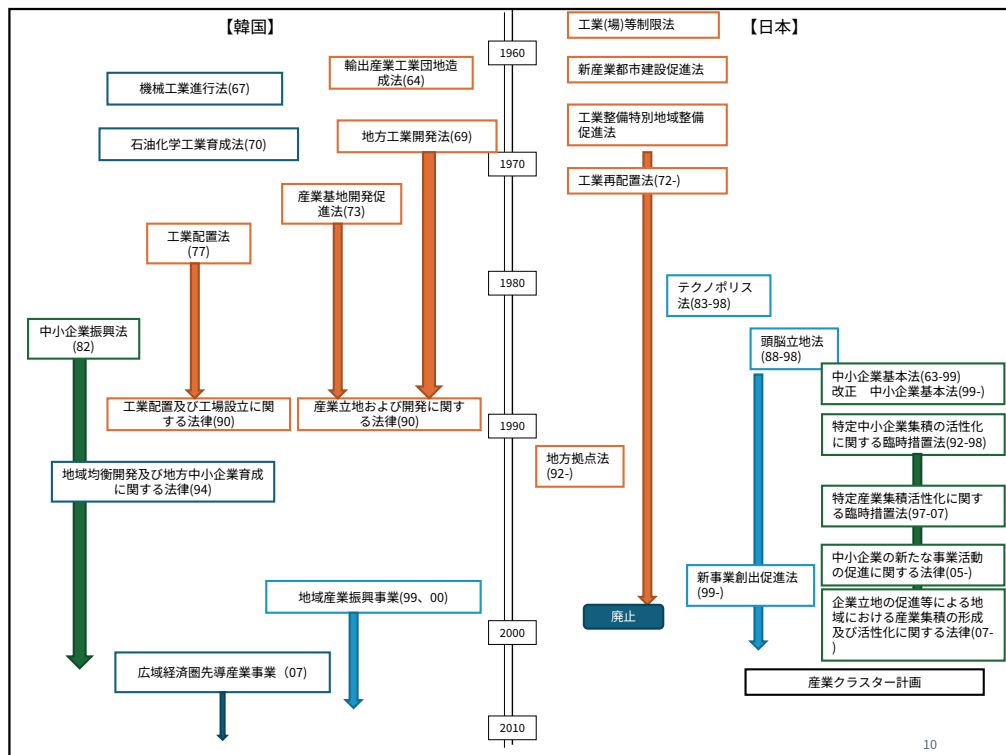 【韓国】
【日本】
1960
1970
1980
1990
2000
2010
輸出産業工業団地造
成法(64)
機械工業進行法(67)
地方工業開発法(69)
石油化学工業育成法(70)
産業基地開発促
進法(73)
工業配置法
(77)
中小企業振興法
(82)
工業配置及び工場設立に関
する法律(90)
産業立地および開発に関す
る法律(90)
地域均衡開発及び地方中小企業育成
に関する法律(94)
地域産業振興事業(99、00)
広域経済圏先導産業事業（07)
工業(場)等制限法
新産業都市建設促進法
工業整備特別地域整備
促進法
工業再配置法(72-)
テクノポリス
法(83-98)
頭脳立地法
(88-98)
中小企業基本法(63-99)
改正　中小企業基本法(99-)
特定中小企業集積の活性化
に関する臨時措置法(92-98)
地方拠点法
(92-)
特定産業集積活性化に関す
る臨時措置法(97-07)
中小企業の新たな事業活動
の促進に関する法律(05-)
新事業創出促進法
(99-)
企業立地の促進等による地
域における産業集積の形成
及び活性化に関する法律(07-
)
廃止
産業クラスター計画
10